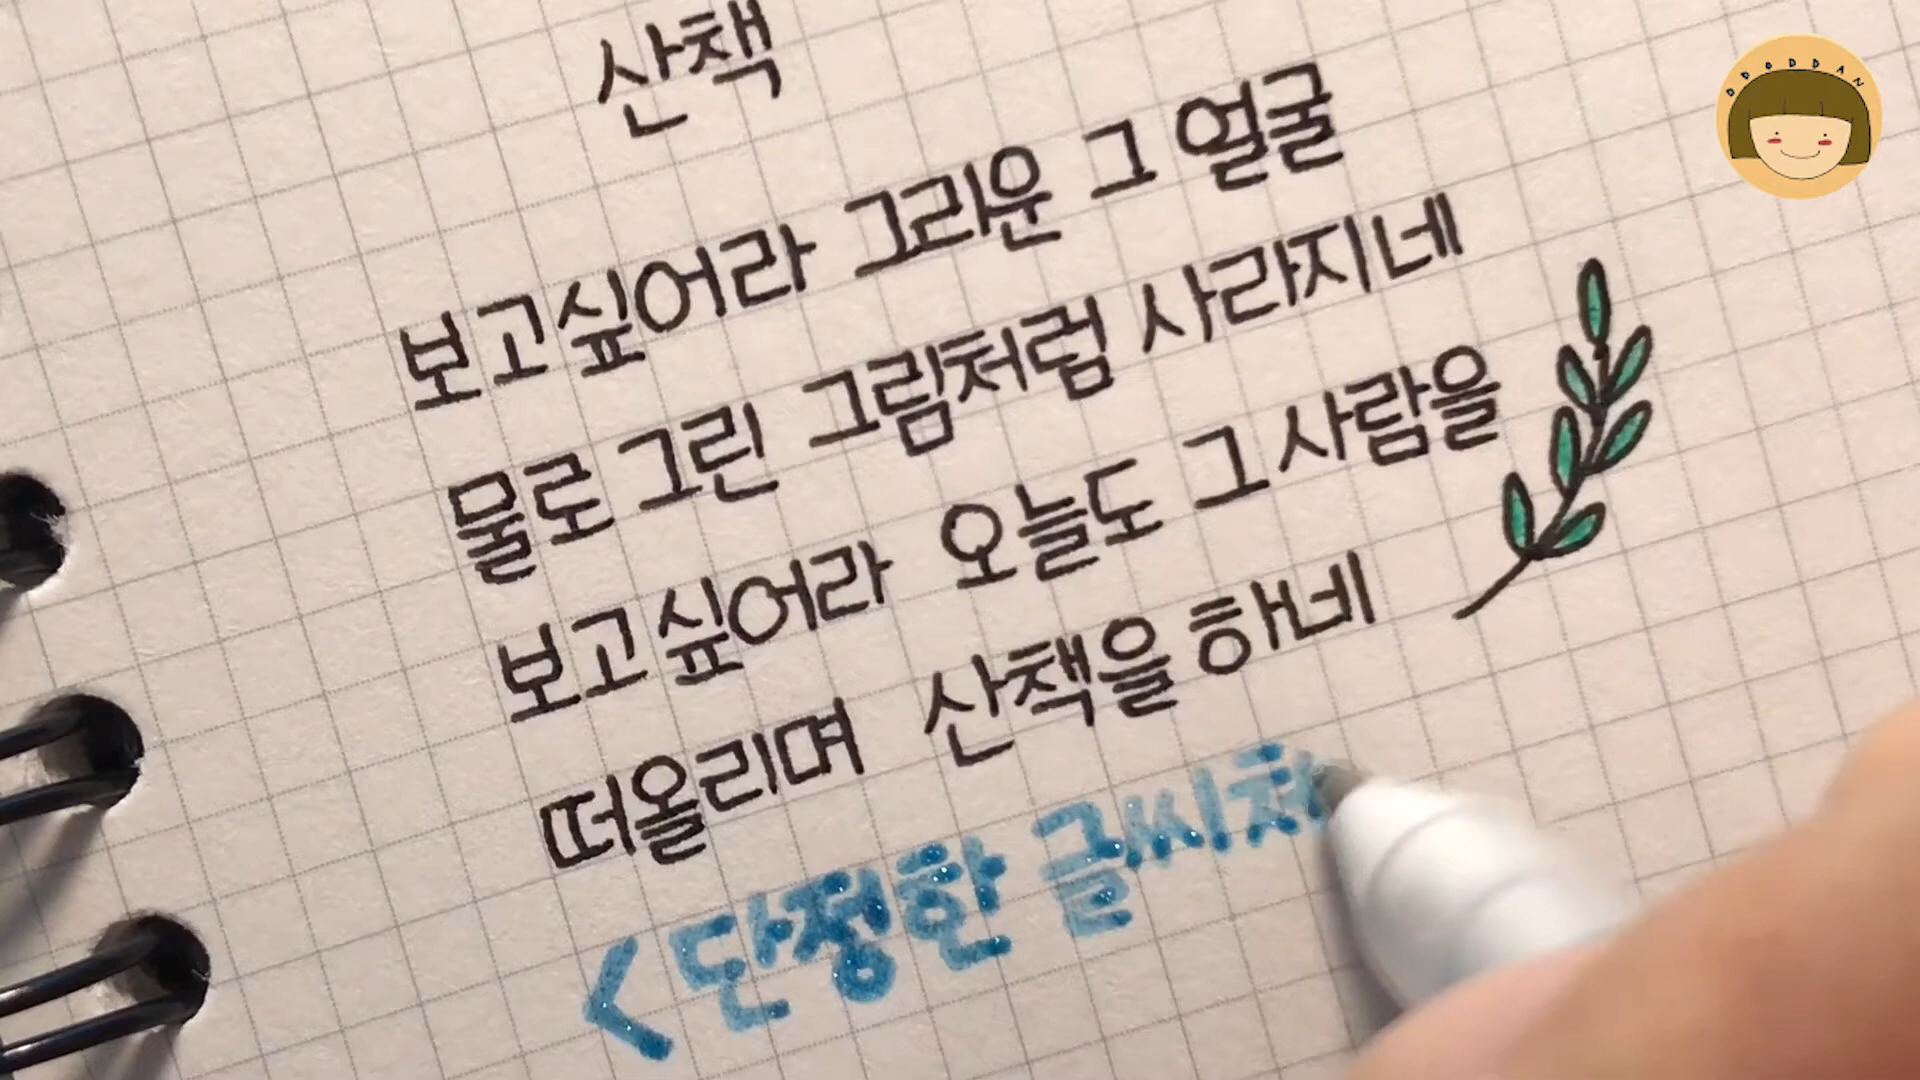 산책
보고싶어라 그리운 그 얼굴
물로 그린 그림처럼 사라지네
보고싶어라 오늘도 그 사람을
떠올리며 산책을 하네
<단정한 글씨처
DDODDAN